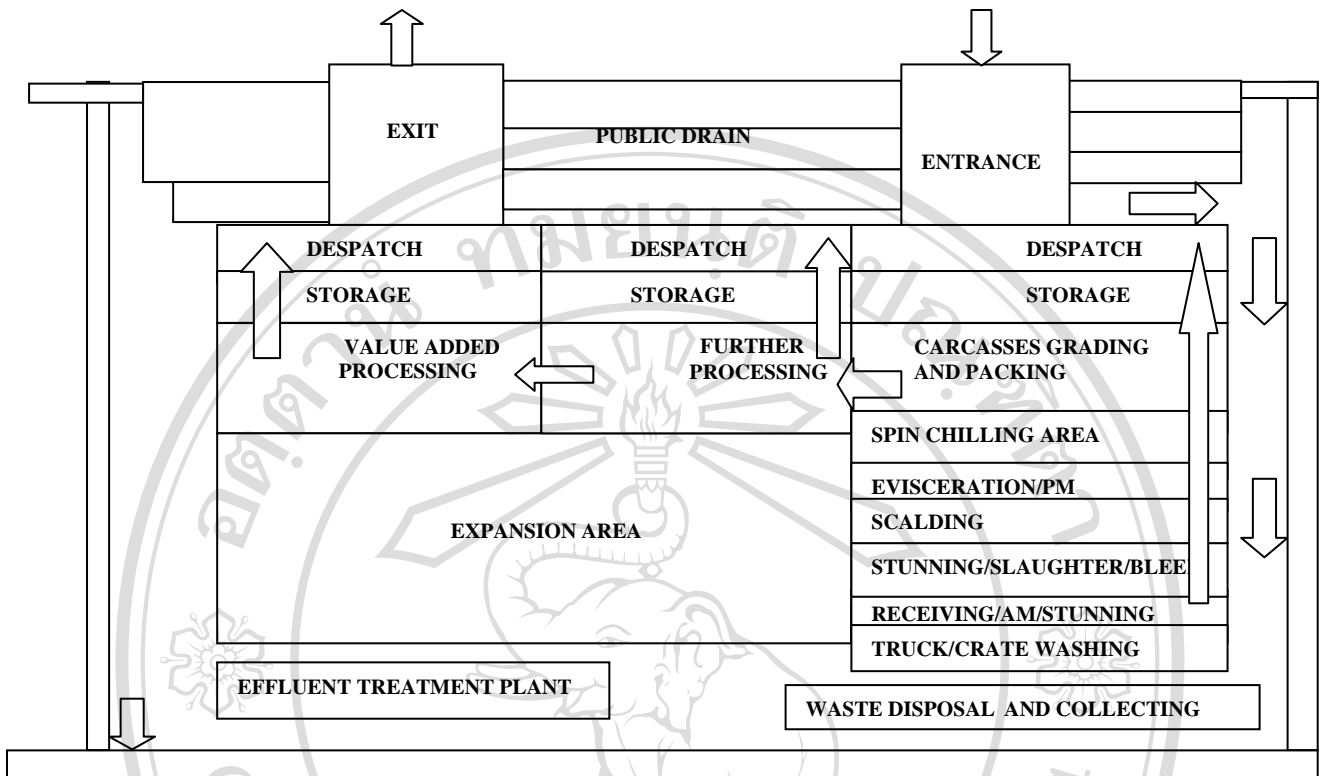 EXIT
PUBLIC DRAIN
ENTRANCE
DESPATCH
DESPATCH
DESPATCH
STORAGE
STORAGE
STORAGE
VALUE ADDED
PROCESSING
FURTHER
PROCESSING
CARCASSES GRADING
AND PACKING
SPIN CHILLING AREA
EVISCERATION/PM
SCALDING
EXPANSION AREA
STUNNING/SLAUGHTER/BLEE
RECEIVING/AM/STUNNING
TRUCK/CRATE WASHING
EFFLUENT TREATMENT PLANT
WASTE DISPOSAL AND COLLECTING